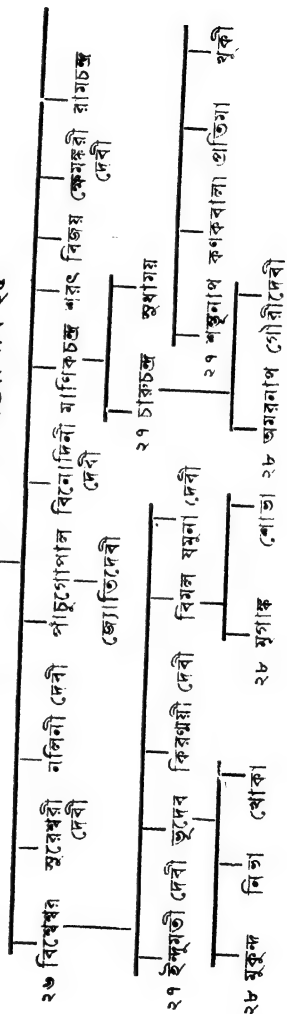 ২৬ বিশ্বেশ্বর সুরেশ্বরী নলিনী দেবী পাচুগোপাল বিনোদিনী মাণিকচন্দ্র শরৎ বিজয় ক্ষেমঙ্করী রামচন্দ্র
দেবী জ্যোতিদেবী দেবী দেবী
২৭ চারুচন্দ্র সুধাময়
২৭ ইন্দুমতী দেবী ভূদেব কিরণময়ী দেবী বিমল যমুনা দেবী
২৭ শম্ভুনাথ কণকবালা প্রতিমা খুকী
২৮ মুকুন্দ নিভা খোকা ২৮ মৃগাঙ্ক শোভা ২৮ অমরনাথ গৌরীদেবী